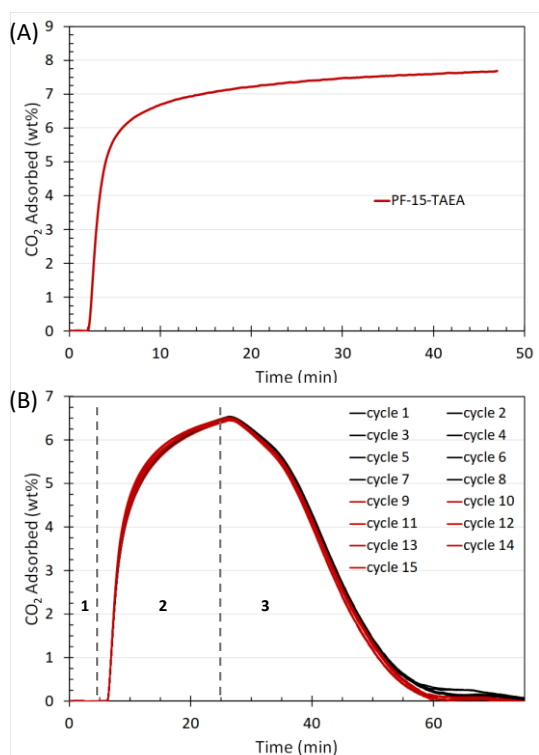 (A)
9
8
7
6
5
4
3
2
1
0
CO₂ Adsorbed (wt%)
PF-15-TAEA
0 10 20 30 40 50
Time (min)
(B)
7
6
5
4
3
2
1
0
CO₂ Adsorbed (wt%)
cycle 1 cycle 2
cycle 3 cycle 4
cycle 5 cycle 6
cycle 7 cycle 8
cycle 9 cycle 10
cycle 11 cycle 12
cycle 13 cycle 14
cycle 15
1 2 3
0 20 40 60
Time (min)